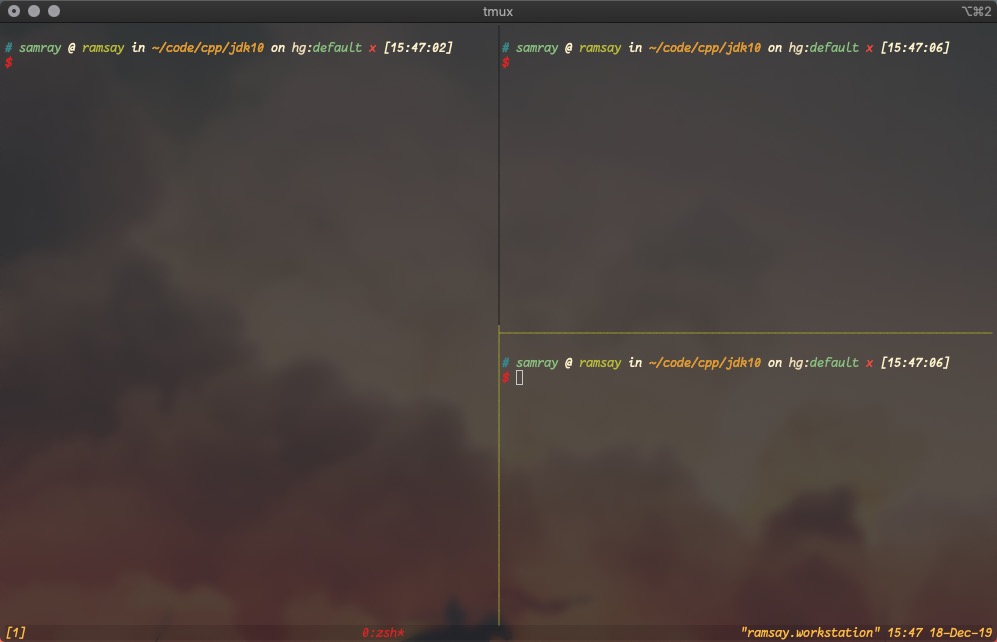 tmux
⌥⌘2
# samray @ ramsay in ~/code/cpp/jdk10 on hg:default x [15:47:02]
$
# samray @ ramsay in ~/code/cpp/jdk10 on hg:default x [15:47:06]
$
# samray @ ramsay in ~/code/cpp/jdk10 on hg:default x [15:47:06]
$
[1] 0:zsh* "ramsay.workstation" 15:47 18-Dec-19